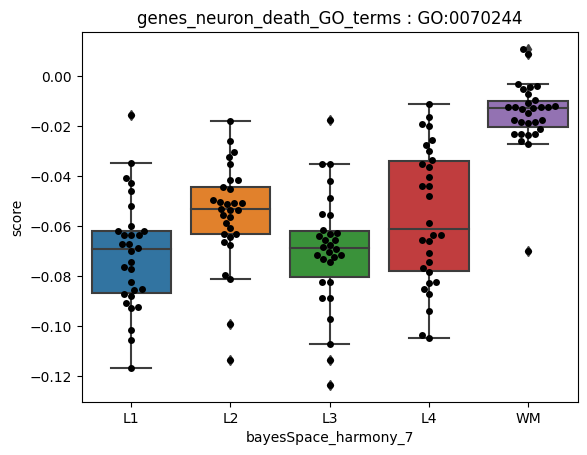 genes_neuron_death_GO_terms : GO:0070244
score
0.00
−0.02
−0.04
−0.06
−0.08
−0.10
−0.12
L1 L2 L3 L4 WM
bayesSpace_harmony_7